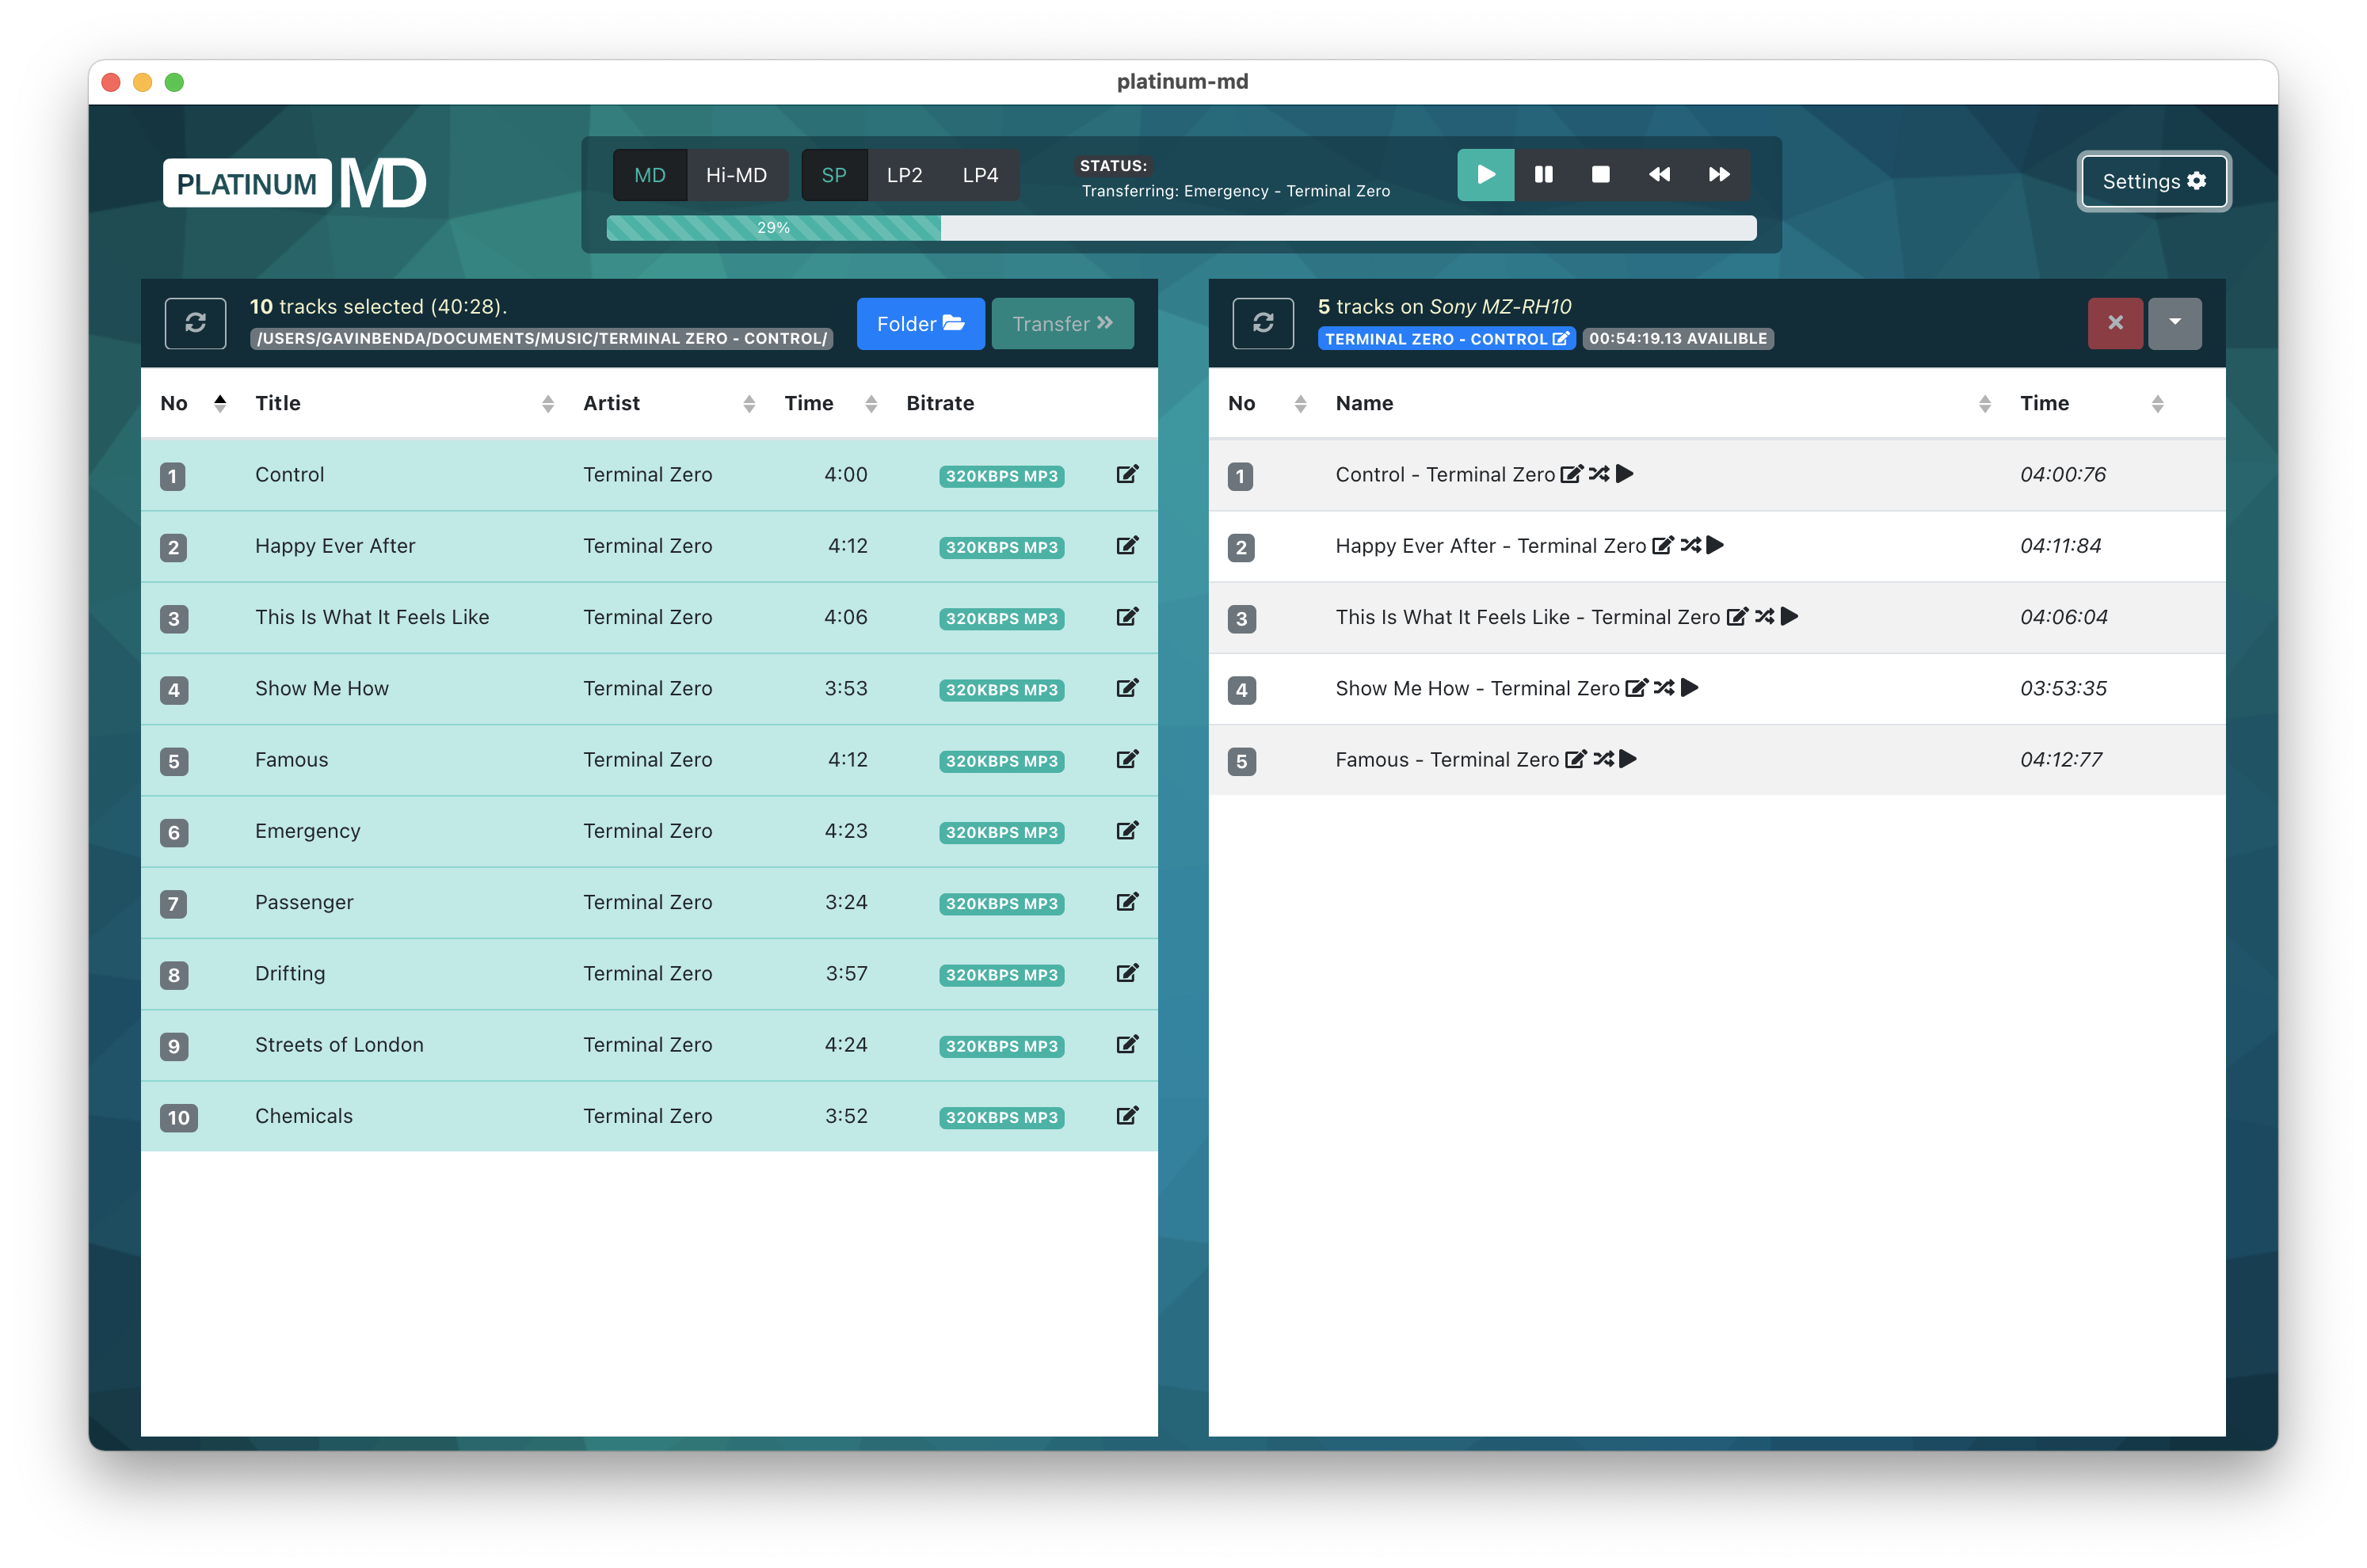 platinum-md
PLATINUM MD
MD Hi-MD SP LP2 LP4
STATUS:
Transferring: Emergency - Terminal Zero
29%
Settings
10 tracks selected (40:28).
/USERS/GAVINBENDA/DOCUMENTS/MUSIC/TERMINAL ZERO - CONTROL/
Folder Transfer
No Title Artist Time Bitrate
1 Control Terminal Zero 4:00 320KBPS MP3
2 Happy Ever After Terminal Zero 4:12 320KBPS MP3
3 This Is What It Feels Like Terminal Zero 4:06 320KBPS MP3
4 Show Me How Terminal Zero 3:53 320KBPS MP3
5 Famous Terminal Zero 4:12 320KBPS MP3
6 Emergency Terminal Zero 4:23 320KBPS MP3
7 Passenger Terminal Zero 3:24 320KBPS MP3
8 Drifting Terminal Zero 3:57 320KBPS MP3
9 Streets of London Terminal Zero 4:24 320KBPS MP3
10 Chemicals Terminal Zero 3:52 320KBPS MP3
5 tracks on Sony MZ-RH10
TERMINAL ZERO - CONTROL 00:54:19.13 AVAILIBLE
No Name Time
1 Control - Terminal Zero 04:00:76
2 Happy Ever After - Terminal Zero 04:11:84
3 This Is What It Feels Like - Terminal Zero 04:06:04
4 Show Me How - Terminal Zero 03:53:35
5 Famous - Terminal Zero 04:12:77